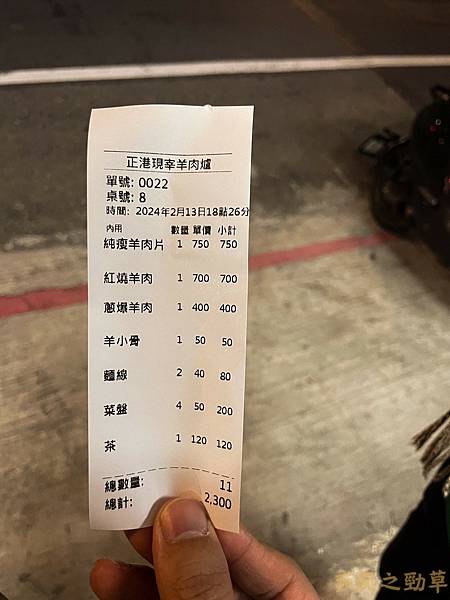 正港現宰羊肉爐
單號: 0022
桌號: 8
時間: 2024年2月13日18點26分
內用 數量 單價 小計
純瘦羊肉片 1 750 750
紅燒羊肉 1 700 700
蔥爆羊肉 1 400 400
羊小骨 1 50 50
麵線 2 40 80
菜盤 4 50 200
茶 1 120 120
總數量: 11
總計: 2,300
之勁草